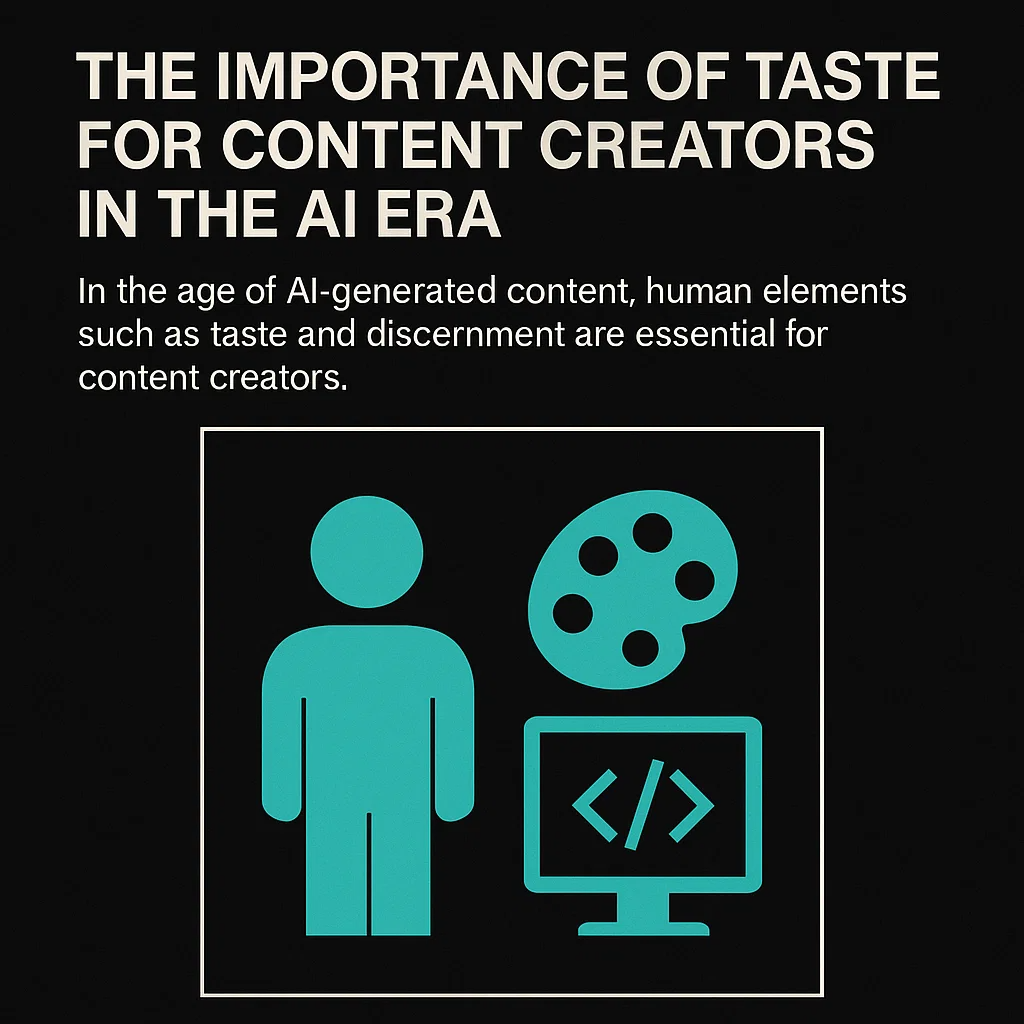 THE IMPORTANCE OF TASTE
FOR CONTENT CREATORS
IN THE AI ERA
In the age of AI-generated content, human elements
such as taste and discernment are essential for
content creators.
</>